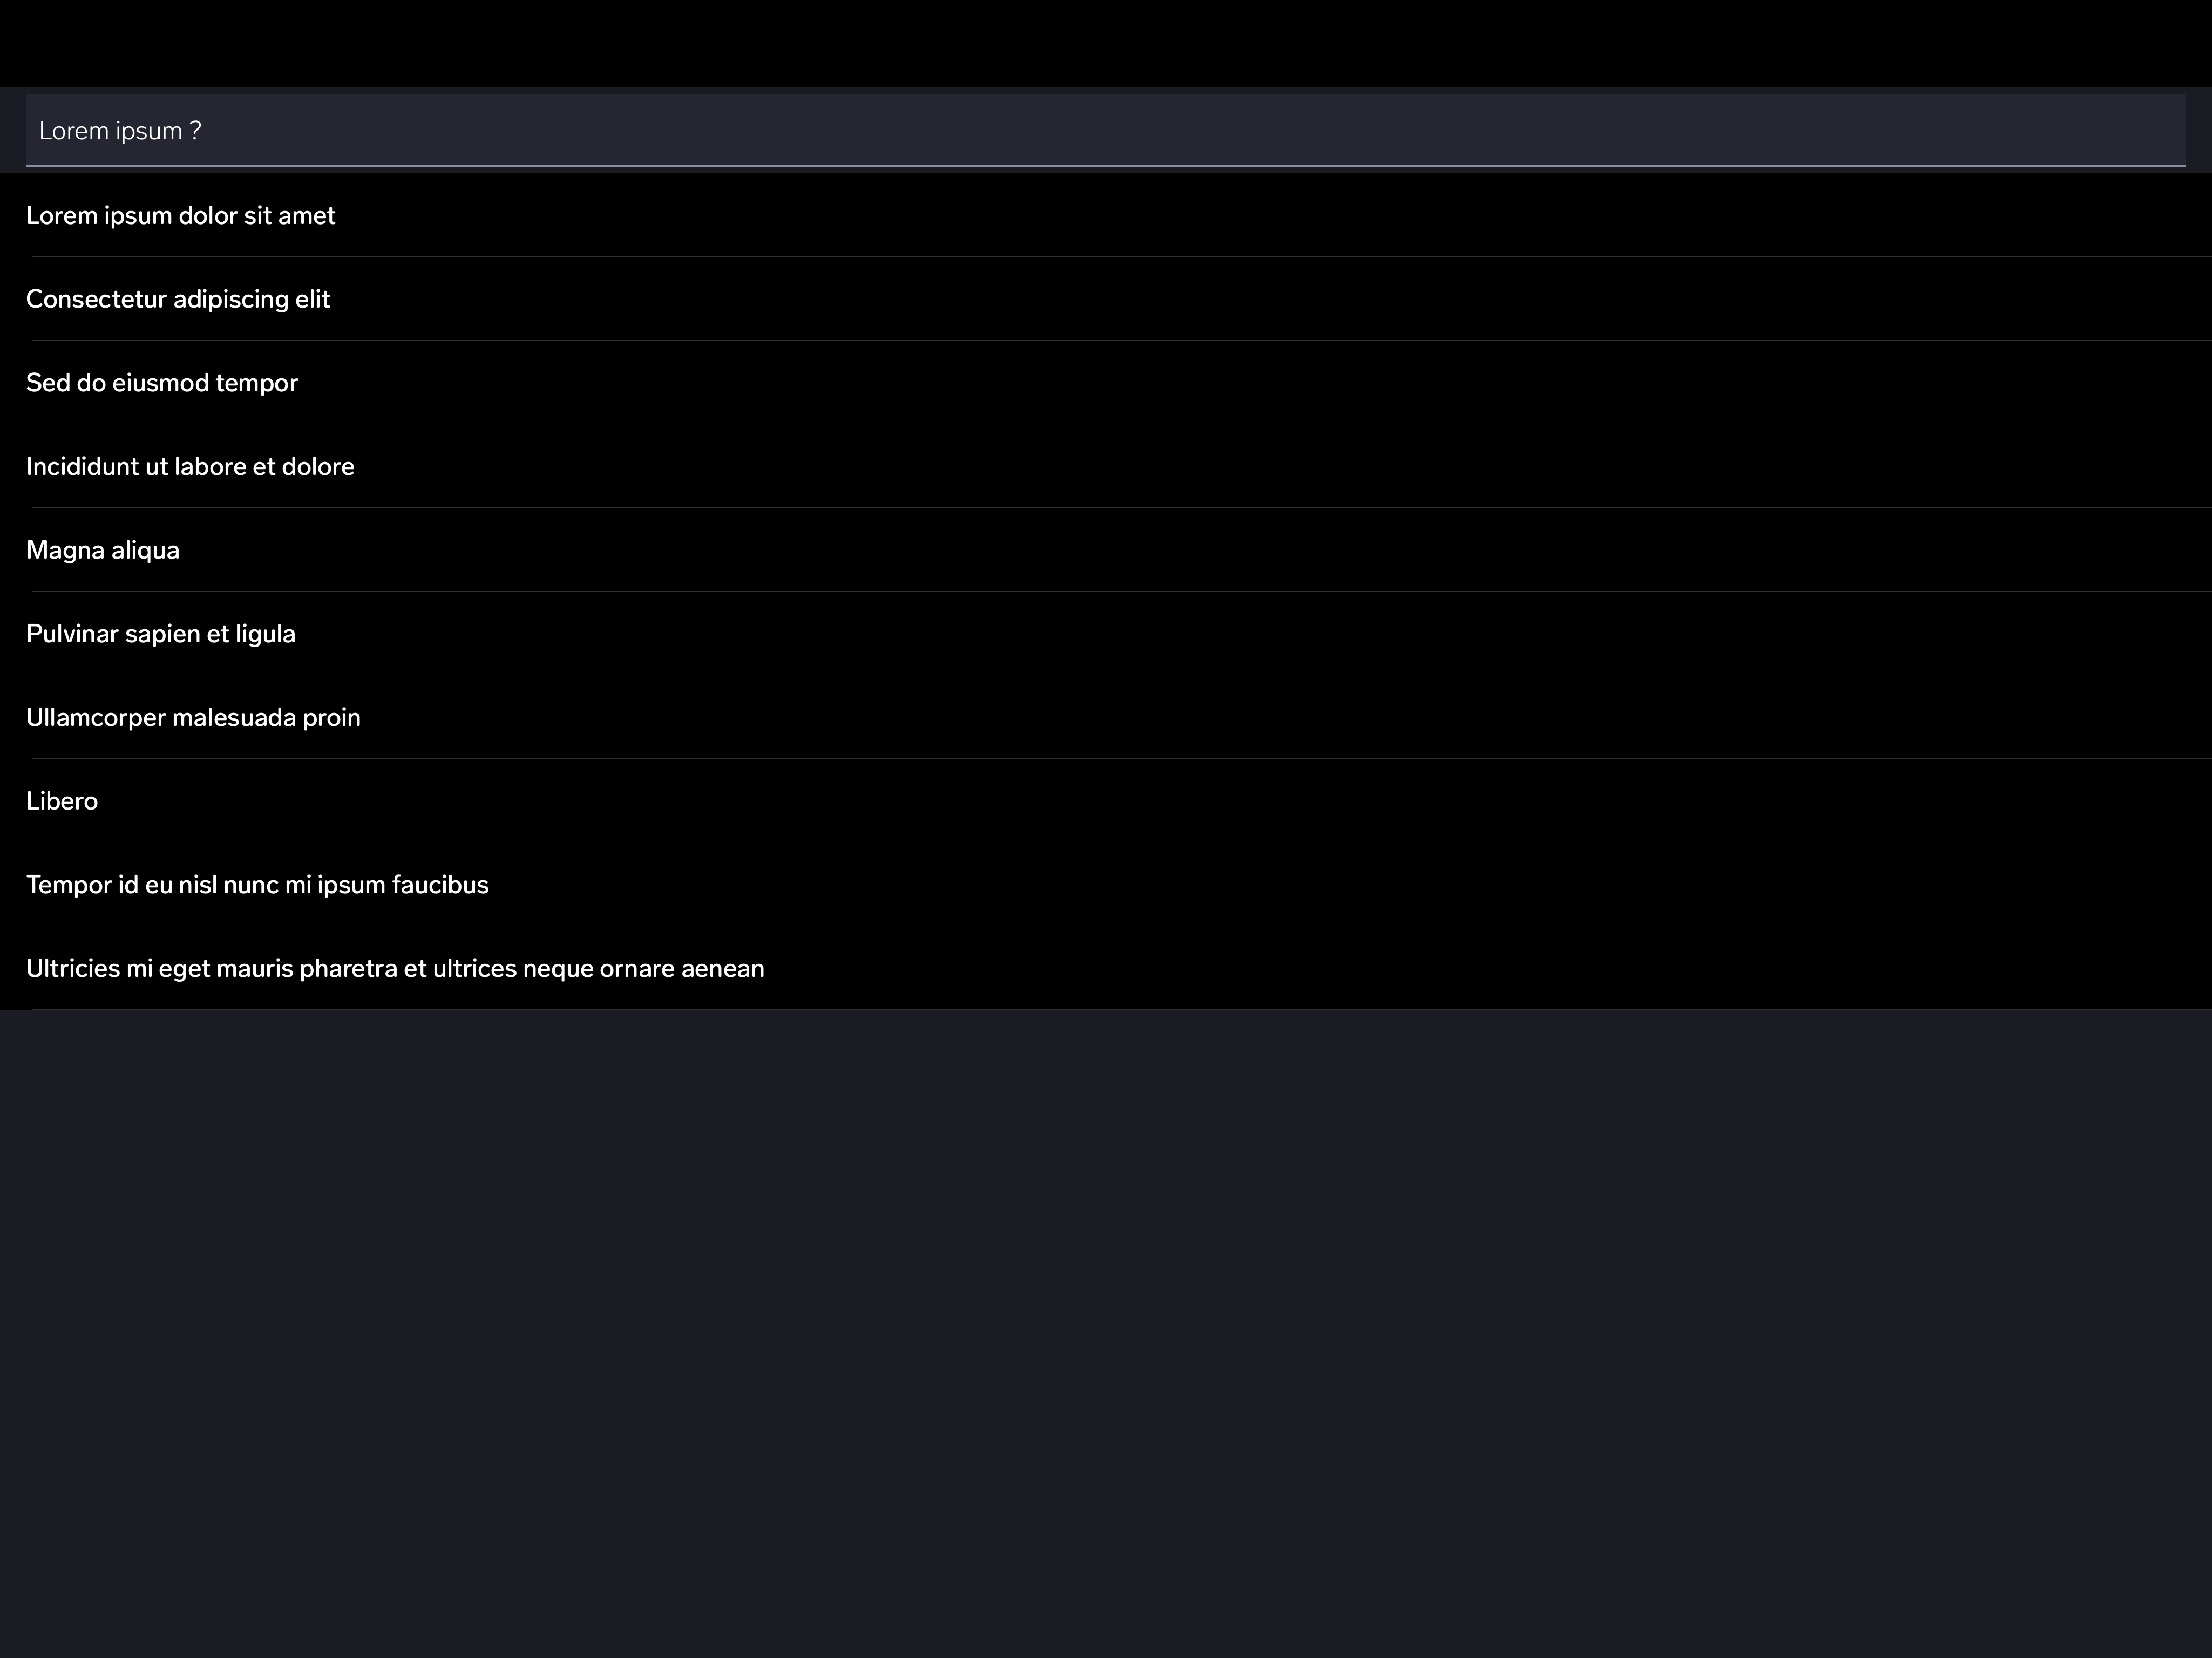 Lorem ipsum ?
Lorem ipsum dolor sit amet
Consectetur adipiscing elit
Sed do eiusmod tempor
Incididunt ut labore et dolore
Magna aliqua
Pulvinar sapien et ligula
Ullamcorper malesuada proin
Libero
Tempor id eu nisl nunc mi ipsum faucibus
Ultricies mi eget mauris pharetra et ultrices neque ornare aenean